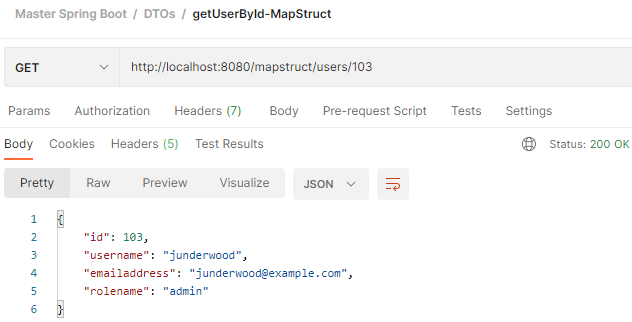 Master Spring Boot / DTOs / getUserById-MapStruct
GET http://localhost:8080/mapstruct/users/103
Params Authorization Headers (7) Body Pre-request Script Tests Settings
Body Cookies Headers (5) Test Results Status: 200 OK
Pretty Raw Preview Visualize JSON
1 {
2 "id": 103,
3 "username": "junderwood",
4 "emailaddress": "junderwood@example.com",
5 "rolename": "admin"
6 }